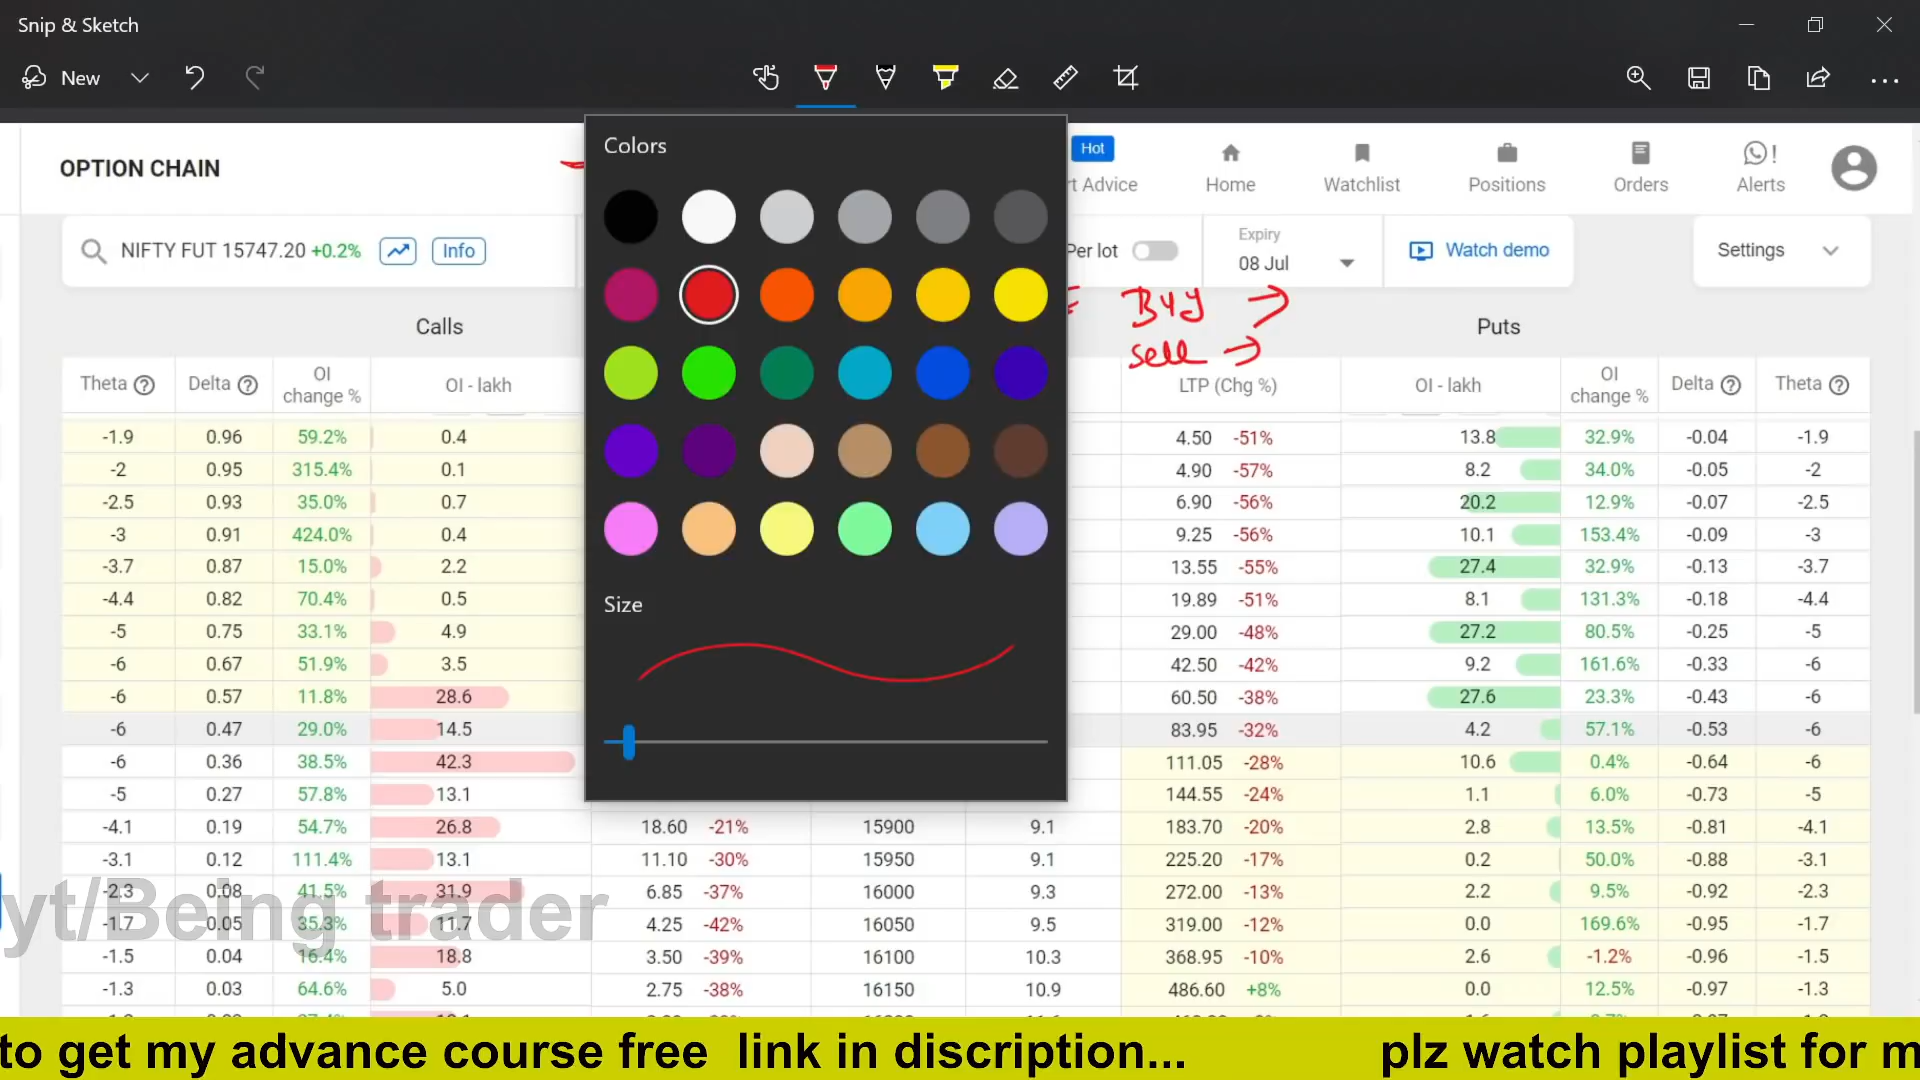 Snip & Sketch
New
Colors
Size
OPTION CHAIN
Hot
rt Advice
Home
Watchlist
Positions
Orders
Alerts
NIFTY FUT 15747.20 +0.2%
Info
Per lot
Expiry
08 Jul
Watch demo
Settings
Buy →
sell →
Calls
Puts
Theta Delta OI change % OI - lakh LTP (Chg %) OI - lakh OI change % Delta Theta
-1.9 0.96 59.2% 0.4 4.50 -51% 13.8 32.9% -0.04 -1.9
-2 0.95 315.4% 0.1 4.90 -57% 8.2 34.0% -0.05 -2
-2.5 0.93 35.0% 0.7 6.90 -56% 20.2 12.9% -0.07 -2.5
-3 0.91 424.0% 0.4 9.25 -56% 10.1 153.4% -0.09 -3
-3.7 0.87 15.0% 2.2 13.55 -55% 27.4 32.9% -0.13 -3.7
-4.4 0.82 70.4% 0.5 19.89 -51% 8.1 131.3% -0.18 -4.4
-5 0.75 33.1% 4.9 29.00 -48% 27.2 80.5% -0.25 -5
-6 0.67 51.9% 3.5 42.50 -42% 9.2 161.6% -0.33 -6
-6 0.57 11.8% 28.6 60.50 -38% 27.6 23.3% -0.43 -6
-6 0.47 29.0% 14.5 83.95 -32% 4.2 57.1% -0.53 -6
-6 0.36 38.5% 42.3 111.05 -28% 10.6 0.4% -0.64 -6
-5 0.27 57.8% 13.1 144.55 -24% 1.1 6.0% -0.73 -5
-4.1 0.19 54.7% 26.8 18.60 -21% 15900 9.1 183.70 -20% 2.8 13.5% -0.81 -4.1
-3.1 0.12 111.4% 13.1 11.10 -30% 15950 9.1 225.20 -17% 0.2 50.0% -0.88 -3.1
-2.3 0.08 41.5% 31.9 6.85 -37% 16000 9.3 272.00 -13% 2.2 9.5% -0.92 -2.3
-1.7 0.05 35.3% 11.7 4.25 -42% 16050 9.5 319.00 -12% 0.0 169.6% -0.95 -1.7
-1.5 0.04 16.4% 18.8 3.50 -39% 16100 10.3 368.95 -10% 2.6 -1.2% -0.96 -1.5
-1.3 0.03 64.6% 5.0 2.75 -38% 16150 10.9 486.60 +8% 0.0 12.5% -0.97 -1.3
yt/Being trader
to get my advance course free link in discription... plz watch playlist for m